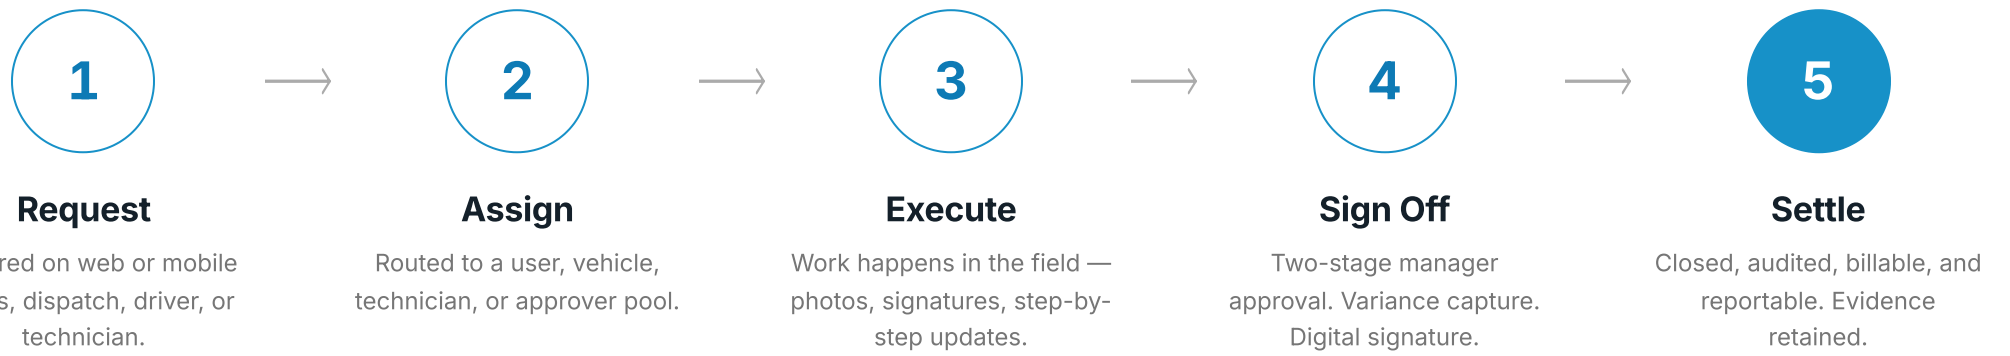 1
2
3
4
5
Request
on web or mobile
dispatch, driver, or
technician.
Assign
Routed to a user, vehicle,
technician, or approver pool.
Execute
Work happens in the field —
photos, signatures, step-by-
step updates.
Sign Off
Two-stage manager
approval. Variance capture.
Digital signature.
Settle
Closed, audited, billable, and
reportable. Evidence
retained.